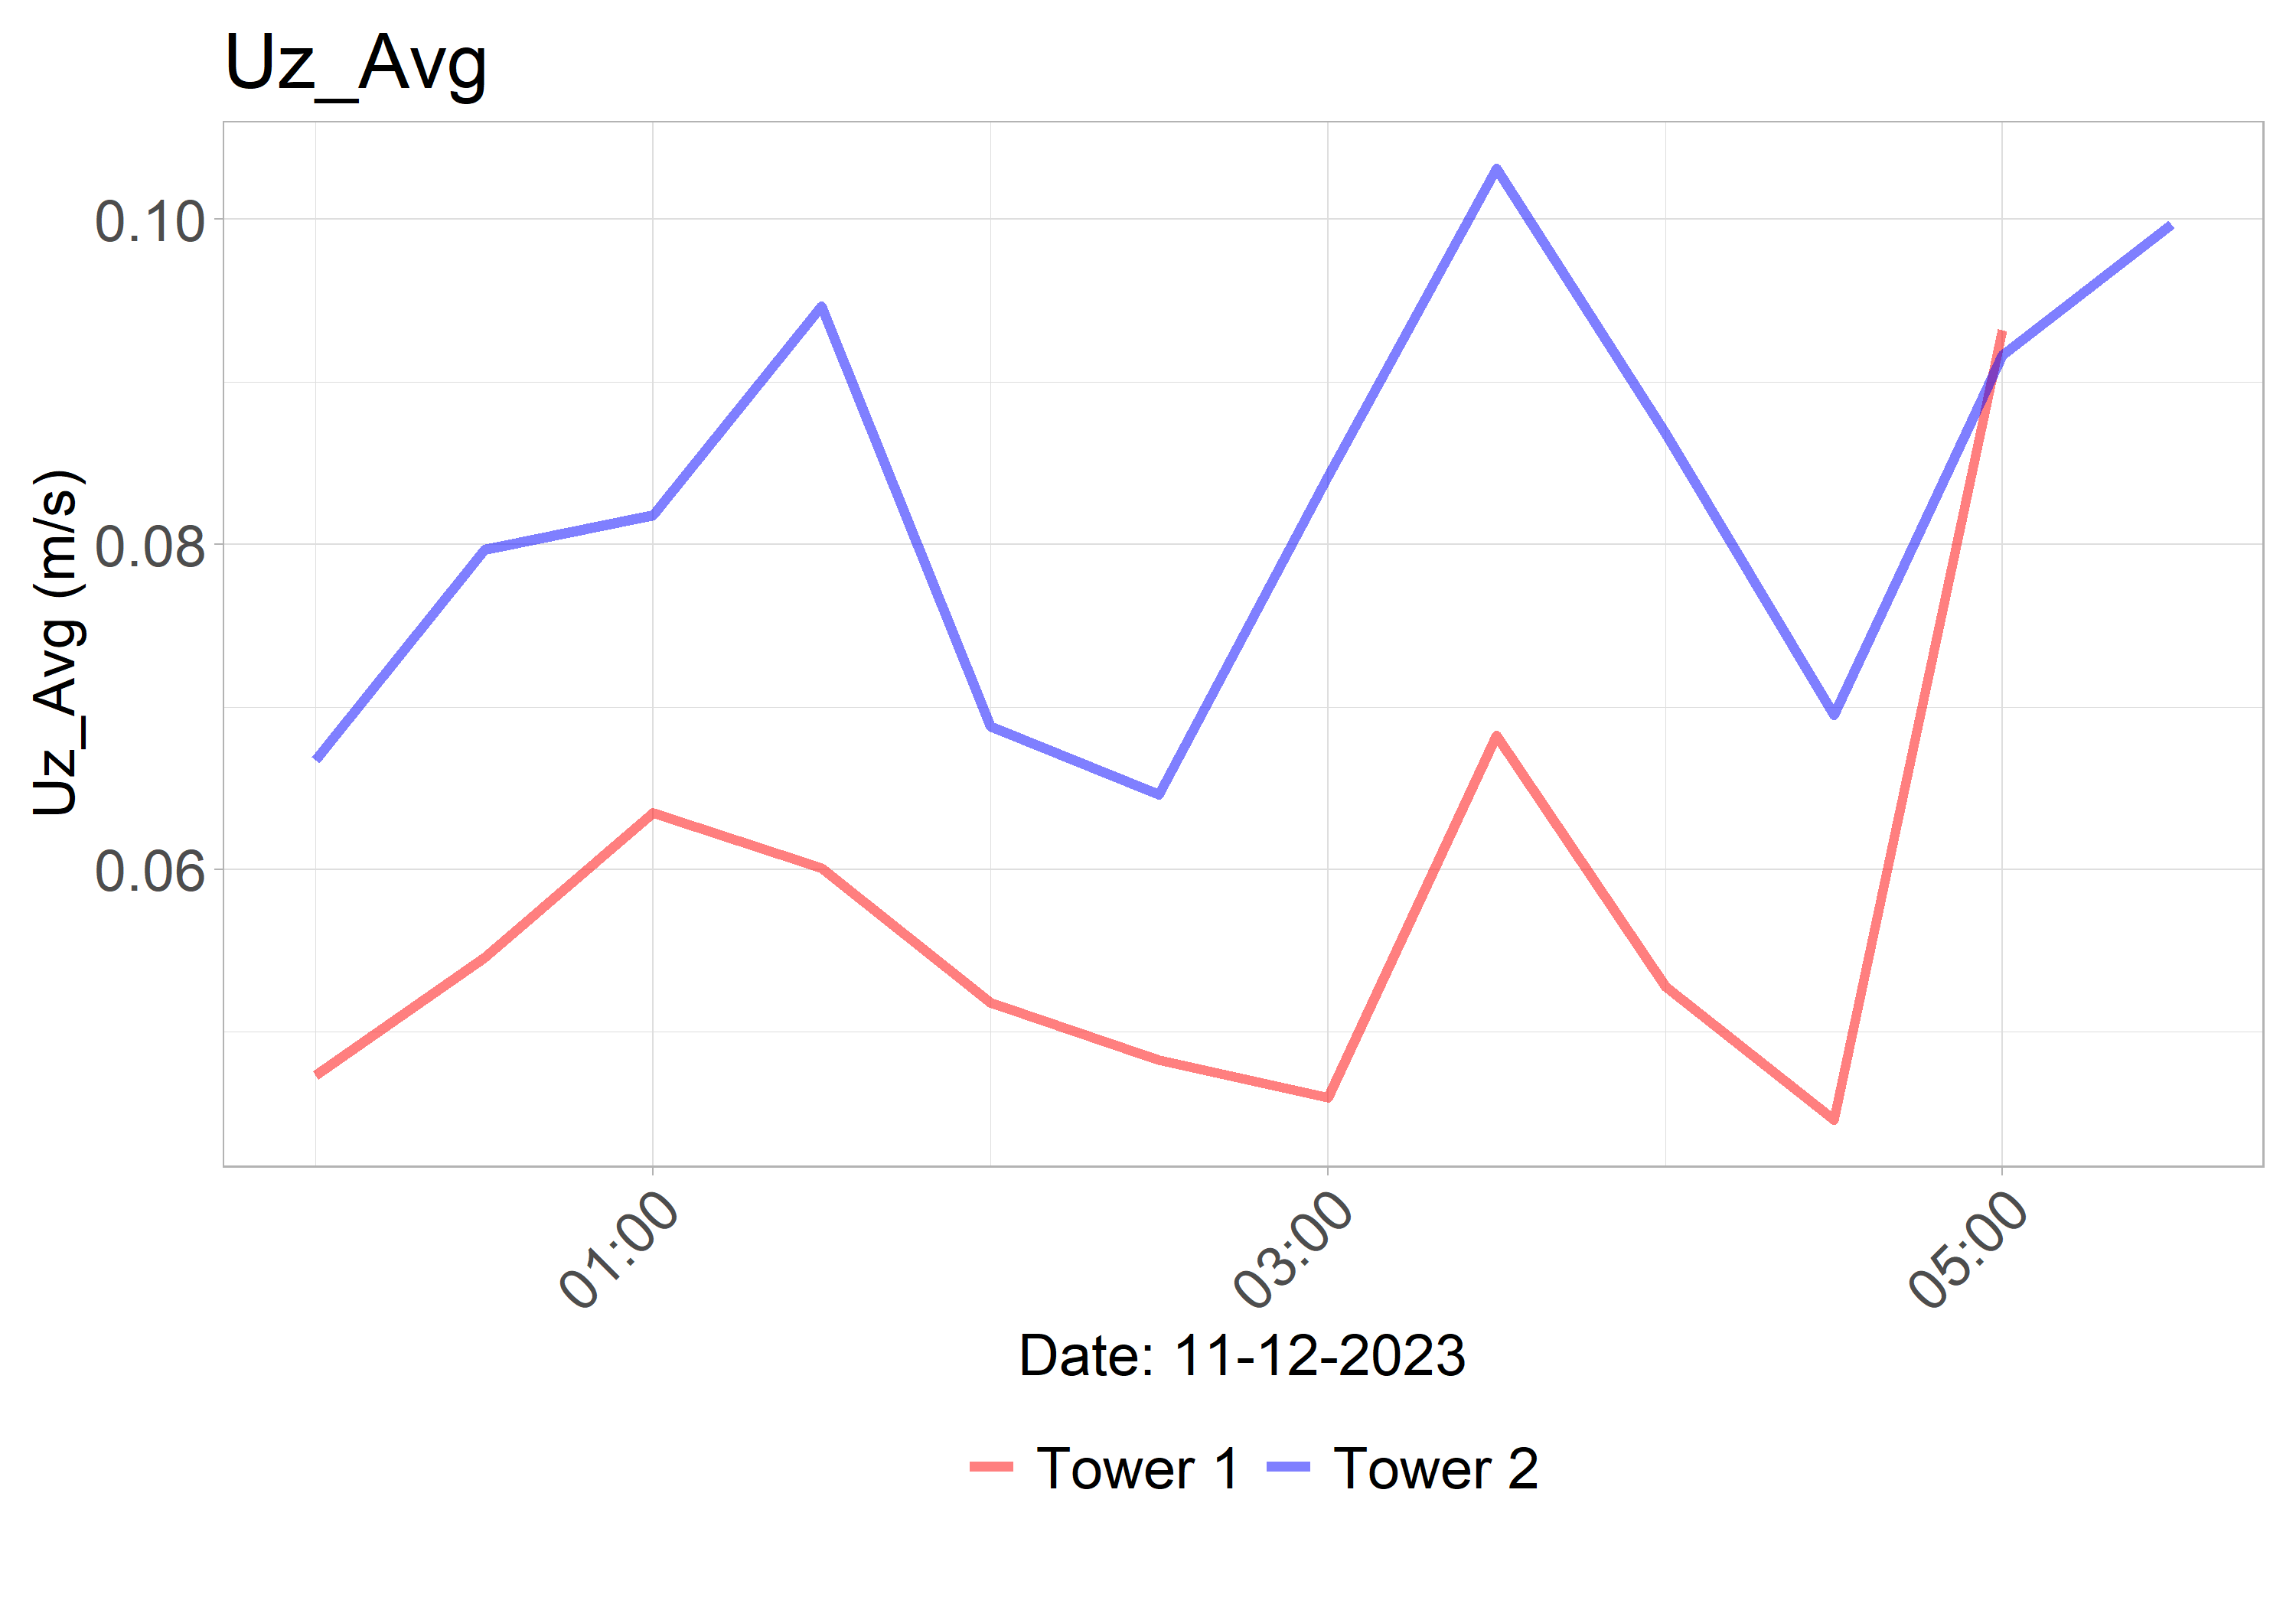 Uz_Avg
Uz_Avg (m/s)
0.10
0.08
0.06
01:00
03:00
05:00
Date: 11-12-2023
Tower 1
Tower 2